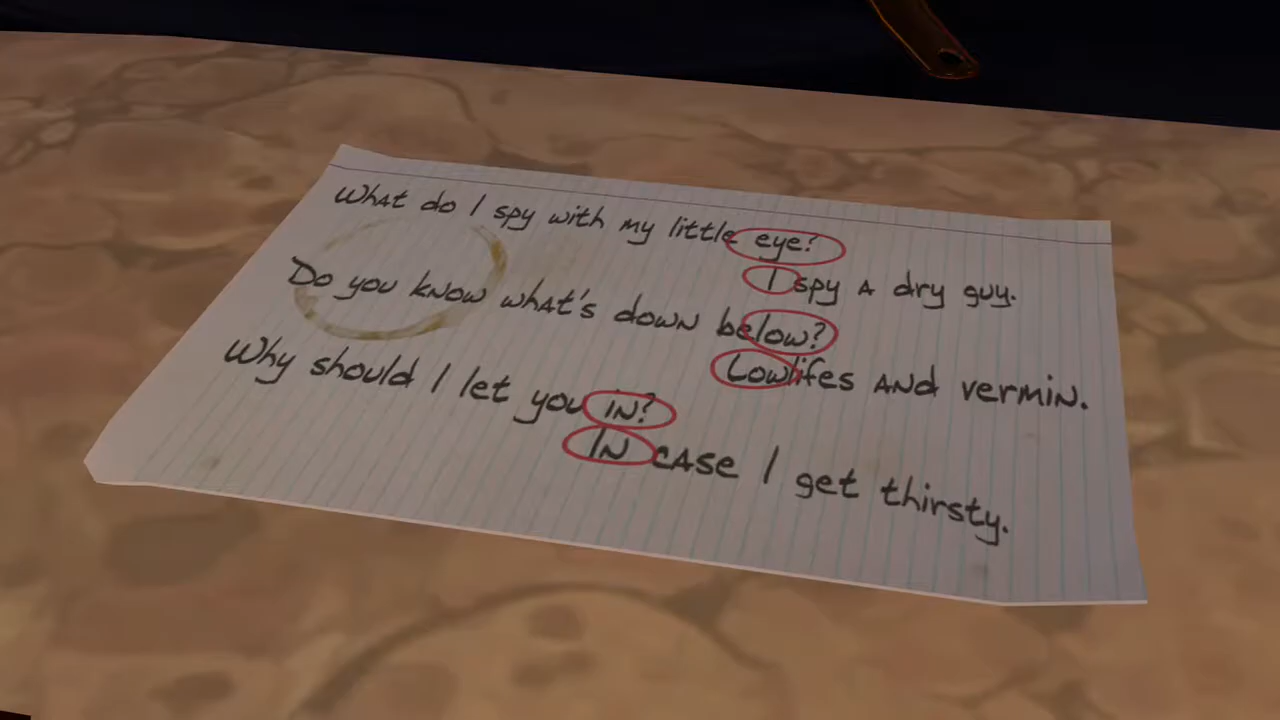 What do I spy with my little eye?
I spy a dry guy.
Do you know what's down below?
Lowlifes and vermin.
Why should I let you in?
In case I get thirsty.